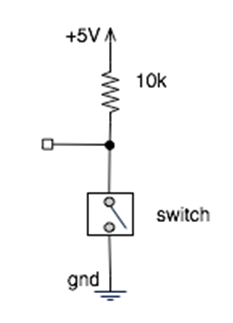 +5V
10k
switch
gnd